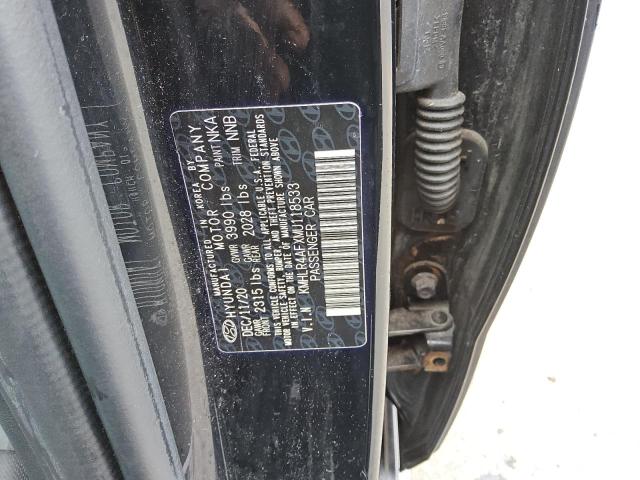 MANUFACTURED IN KOREA BY
HYUNDAI MOTOR COMPANY
DEC/11/20 GVWR 3990 lbs PAINT NKA
GAWR FRONT 2315 lbs GAWR REAR 2028 lbs TRIM NNB
THIS VEHICLE CONFORMS TO ALL APPLICABLE U.S.A. FEDERAL
MOTOR VEHICLE SAFETY, BUMPER AND THEFT PREVENTION STANDARDS
IN EFFECT ON THE DATE OF MANUFACTURE SHOWN ABOVE.
V.I.N KMHLR4AFXMU118533
PASSENGER CAR